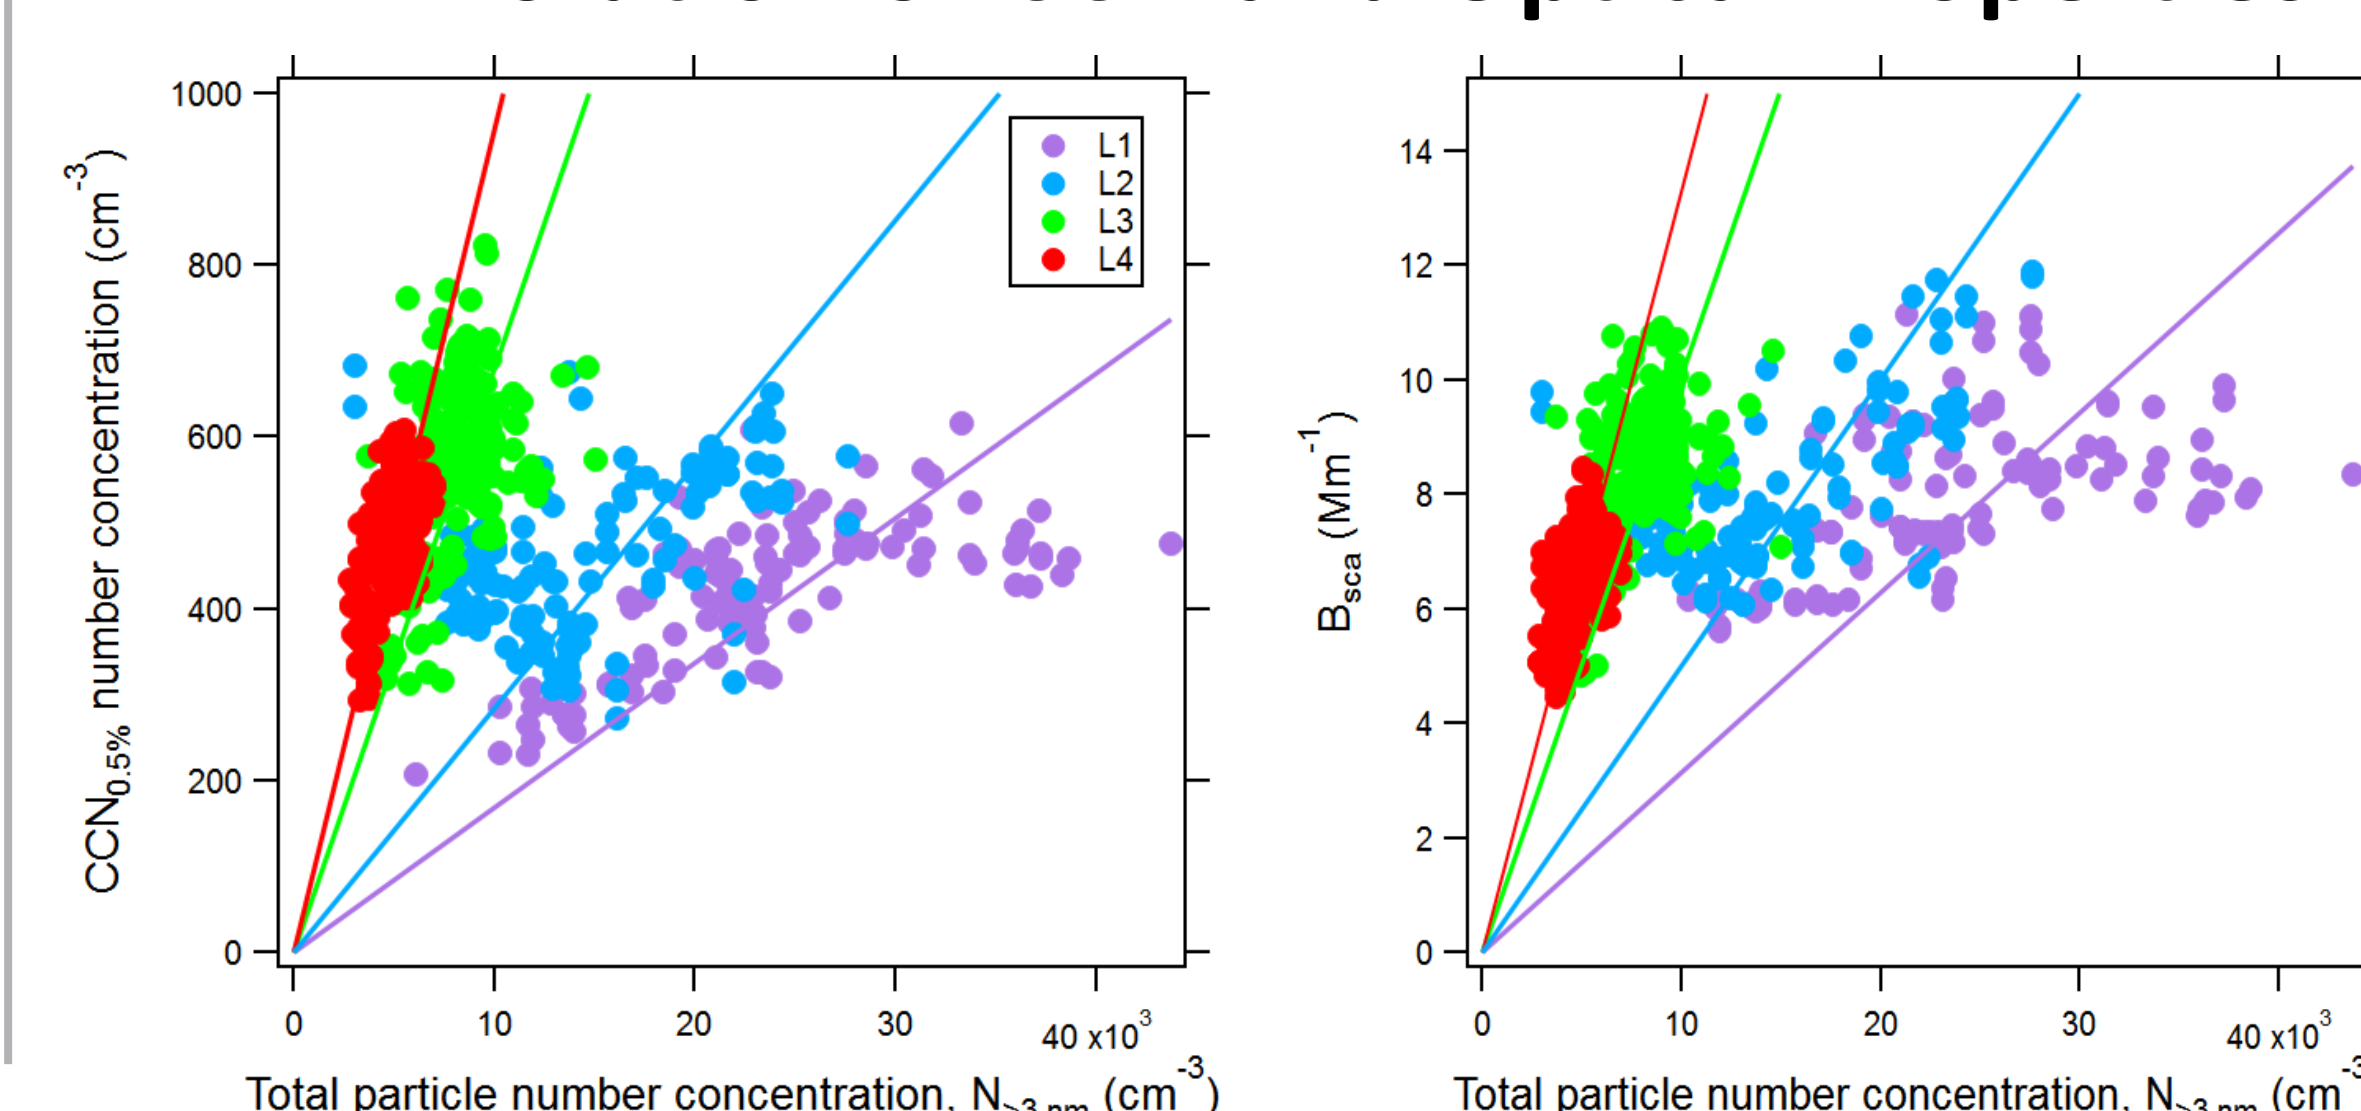 1000
800
600
400
200
0
CCN0.5% number concentration (cm-3)
L1
L2
L3
L4
0 10 20 30 40 x10³
Total particle number concentration, N>3 nm (cm-3)
14
12
10
8
6
4
2
0
Bsca (Mm-1)
0 10 20 30 40 x10³
Total particle number concentration, N>3 nm (cm-3